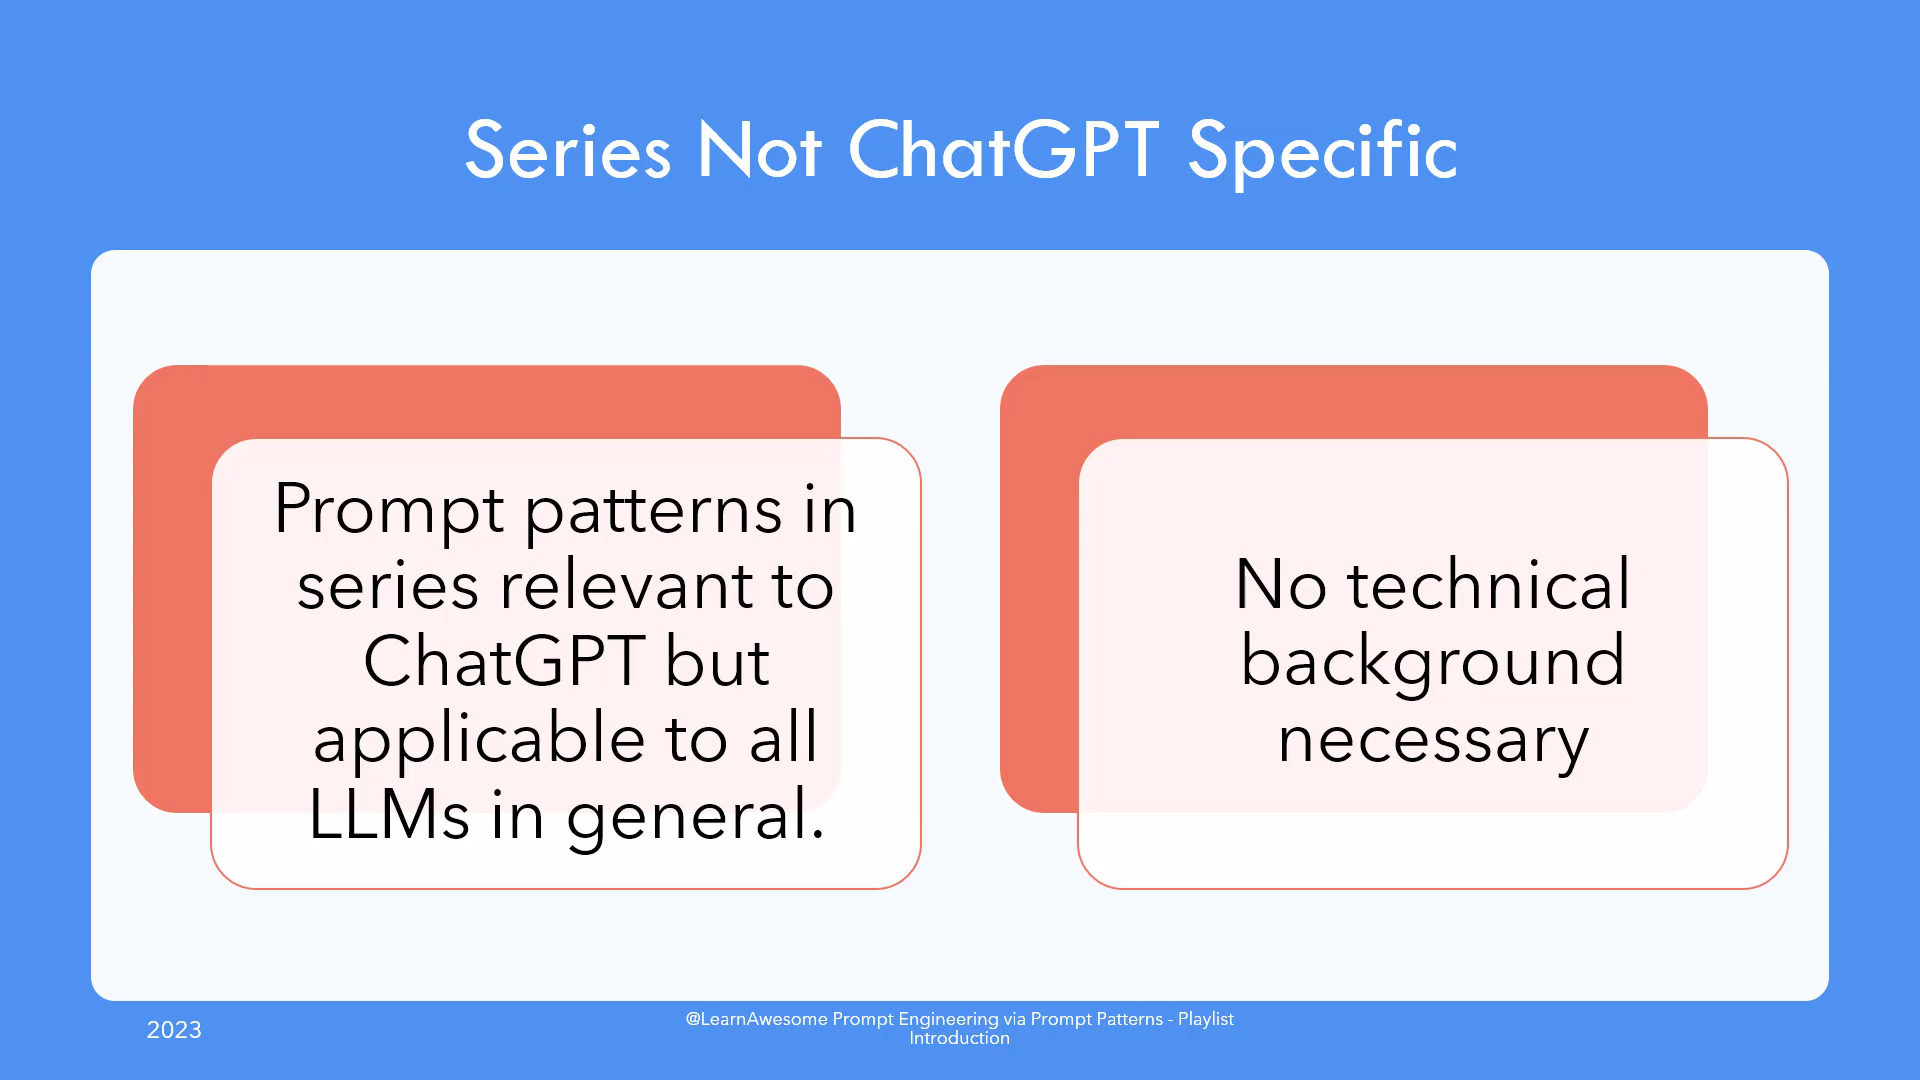 Series Not ChatGPT Specific
Prompt patterns in
series relevant to
ChatGPT but
applicable to all
LLMs in general.
No technical
background
necessary
2023
@LearnAwesome Prompt Engineering via Prompt Patterns - Playlist
Introduction